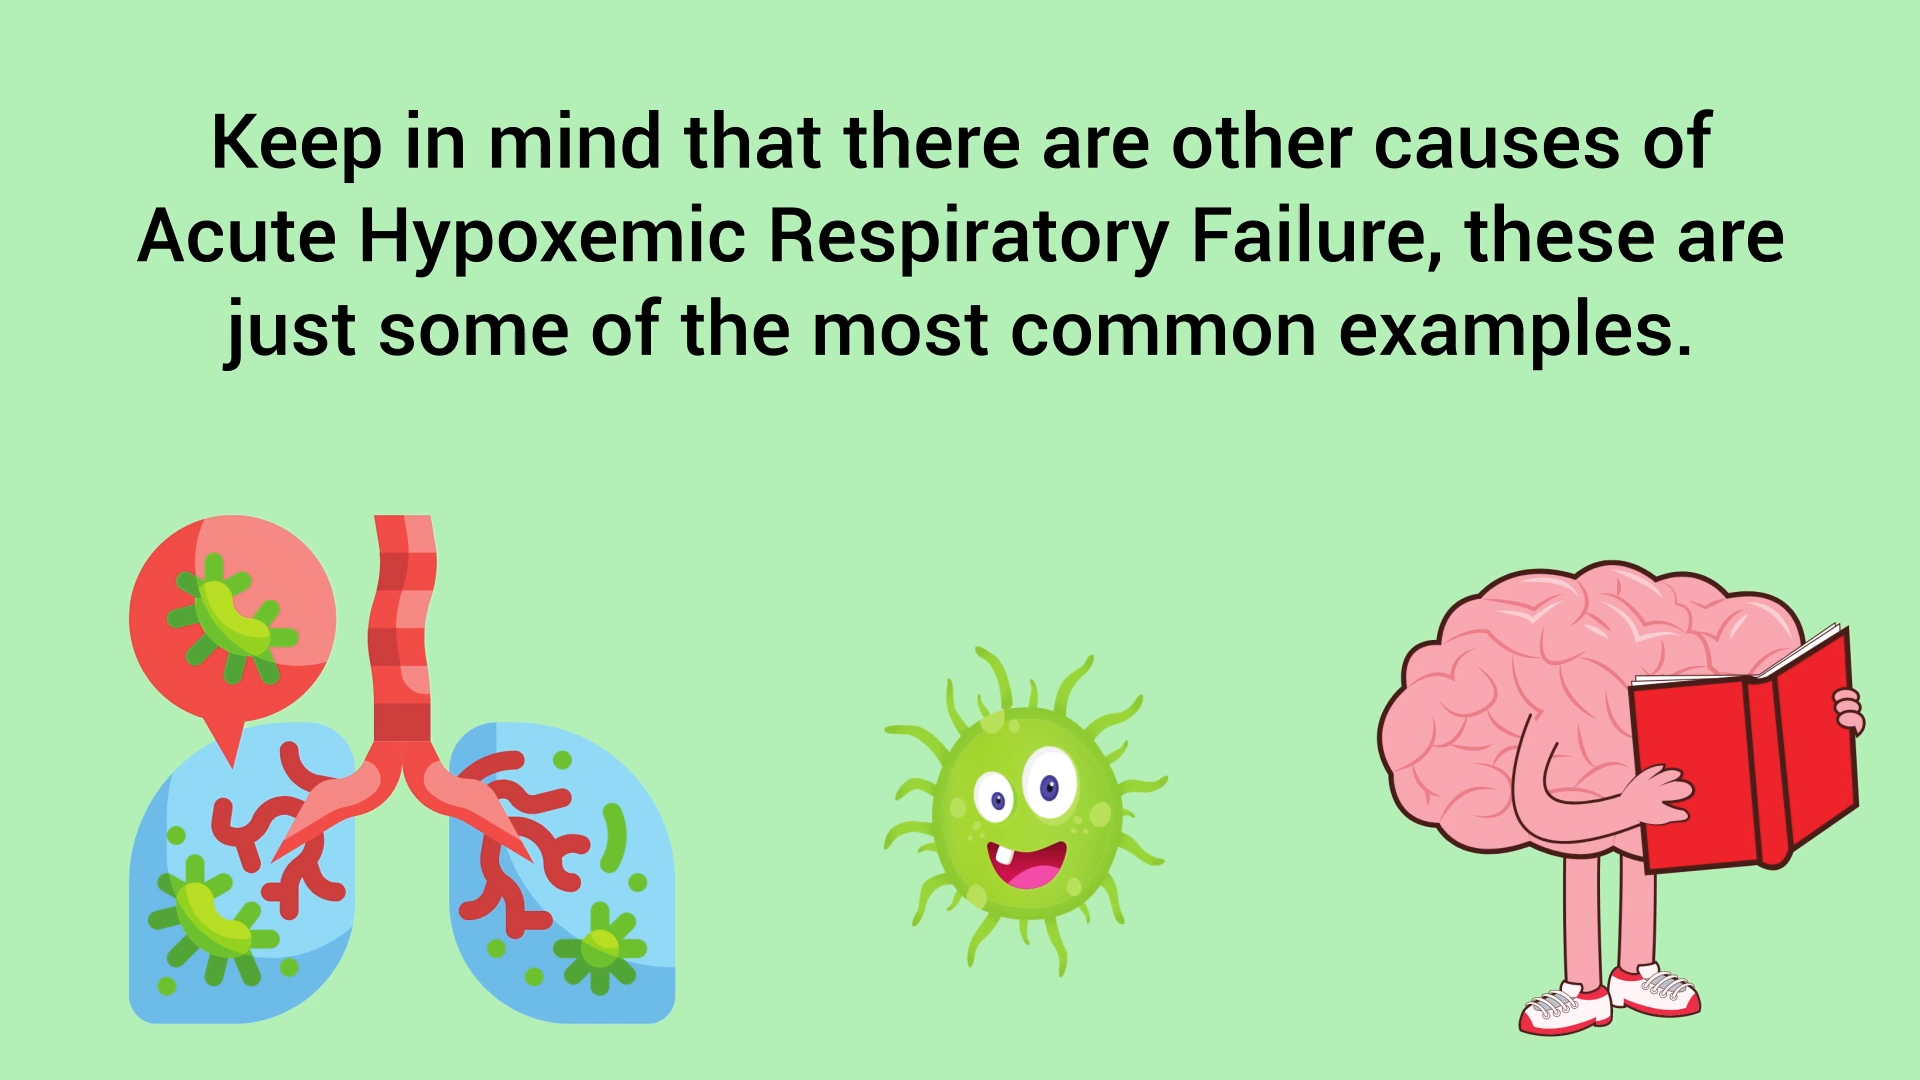 Keep in mind that there are other causes of
Acute Hypoxemic Respiratory Failure, these are
just some of the most common examples.